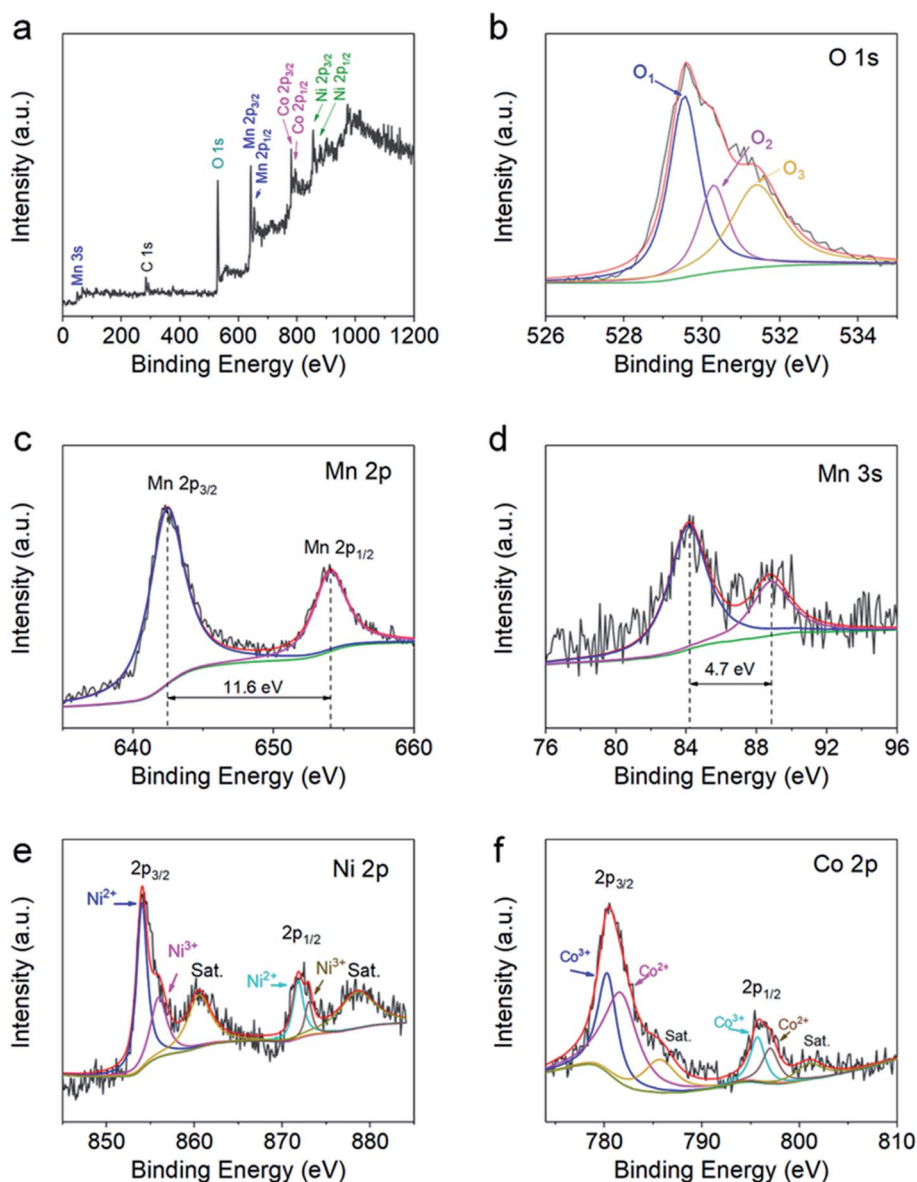 a
Mn 3s
C 1s
O 1s
Mn 2p3/2
Mn 2p1/2
Co 2p3/2
Co 2p1/2
Ni 2p3/2
Ni 2p1/2
Intensity (a.u.)
0 200 400 600 800 1000 1200
Binding Energy (eV)
b
O 1s
O1
O2
O3
Intensity (a.u.)
526 528 530 532 534
Binding Energy (eV)
c
Mn 2p
Mn 2p3/2
Mn 2p1/2
11.6 eV
Intensity (a.u.)
640 650 660
Binding Energy (eV)
d
Mn 3s
4.7 eV
Intensity (a.u.)
76 80 84 88 92 96
Binding Energy (eV)
e
Ni 2p
2p3/2
Ni2+
Ni3+
Sat.
2p1/2
Ni2+
Ni3+
Sat.
Intensity (a.u.)
850 860 870 880
Binding Energy (eV)
f
Co 2p
2p3/2
Co3+
Co2+
Sat.
2p1/2
Co3+
Co2+
Sat.
Intensity (a.u.)
780 790 800 810
Binding Energy (eV)